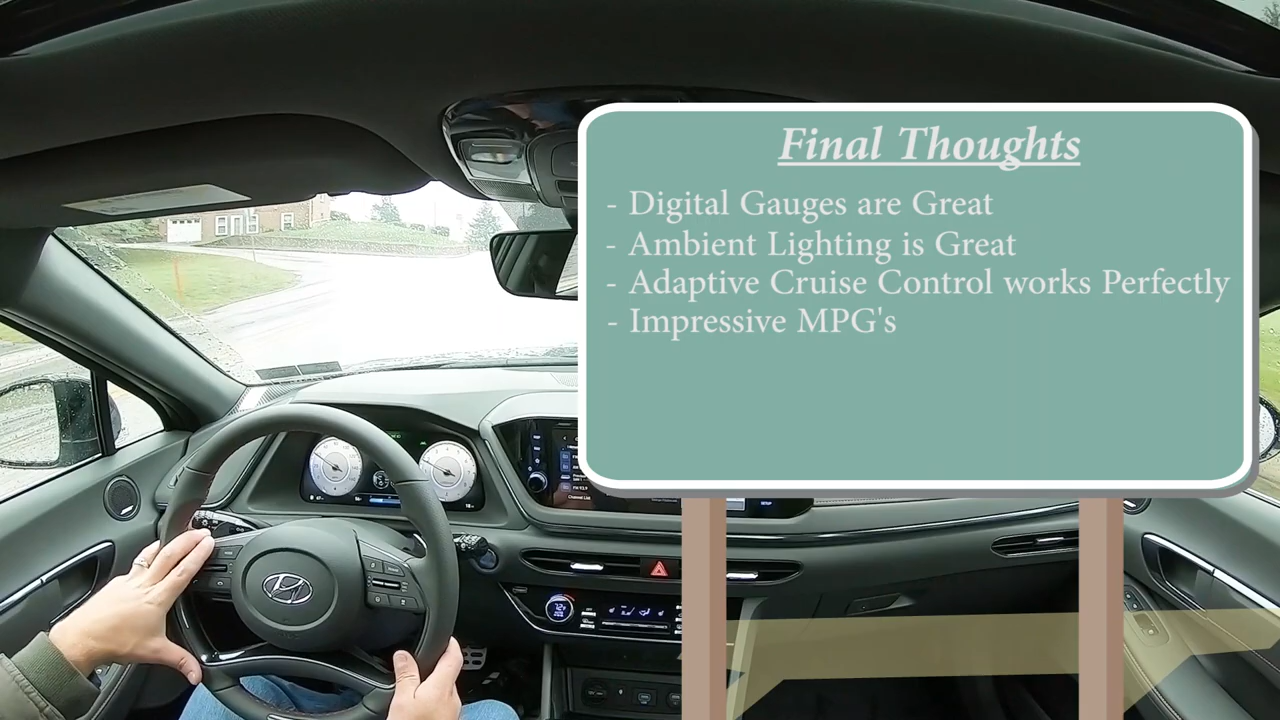 Final Thoughts
- Digital Gauges are Great
- Ambient Lighting is Great
- Adaptive Cruise Control works Perfectly
- Impressive MPG's